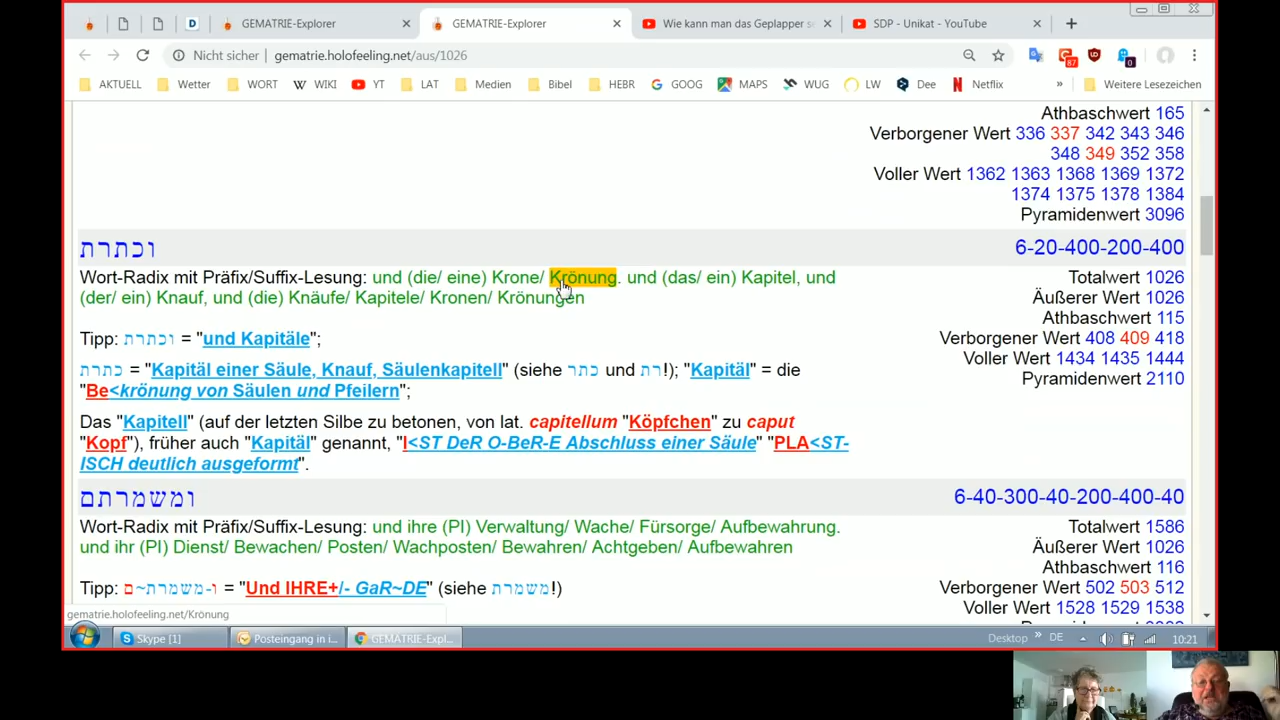 GEMATRIE-Explorer
GEMATRIE-Explorer
Wie kann man das Geplapper s
SDP - Unikat - YouTube
Nicht sicher | gematrie.holofeeling.net/aus/1026
87
0
AKTUELL Wetter WORT WIKI YT LAT Medien Bibel HEBR GOOG MAPS WUG LW Dee Netflix » Weitere Lesezeichen
Athbaschwert 165
Verborgener Wert 336 337 342 343 346
348 349 352 358
Voller Wert 1362 1363 1368 1369 1372
1374 1375 1378 1384
Pyramidenwert 3096
וכתרת 6-20-400-200-400
Wort-Radix mit Präfix/Suffix-Lesung: und (die/ eine) Krone/ Krönung. und (das/ ein) Kapitel, und
(der/ ein) Knauf, und (die) Knäufe/ Kapitele/ Kronen/ Krönungen
Totalwert 1026
Äußerer Wert 1026
Athbaschwert 115
Verborgener Wert 408 409 418
Voller Wert 1434 1435 1444
Pyramidenwert 2110
Tipp: וכתרת = "und Kapitäle";
כתרת = "Kapitäl einer Säule, Knauf, Säulenkapitell" (siehe כתר und רת!); "Kapitäl" = die
"Be<krönung von Säulen und Pfeilern";
Das "Kapitell" (auf der letzten Silbe zu betonen, von lat. capitellum "Köpfchen" zu caput
"Kopf"), früher auch "Kapitäl" genannt, "I<ST DeR O-BeR-E Abschluss einer Säule" "PLA<ST-
ISCH deutlich ausgeformt".
ומשמרתם 6-40-300-40-200-400-40
Wort-Radix mit Präfix/Suffix-Lesung: und ihre (PI) Verwaltung/ Wache/ Fürsorge/ Aufbewahrung.
und ihr (PI) Dienst/ Bewachen/ Posten/ Wachposten/ Bewahren/ Achtgeben/ Aufbewahren
Totalwert 1586
Äußerer Wert 1026
Athbaschwert 116
Verborgener Wert 502 503 512
Voller Wert 1528 1529 1538
Tipp: ו-משמרת~ם = "Und IHRE+/- GaR~DE" (siehe משמרת!)
gematrie.holofeeling.net/Krönung
Skype [1] Posteingang in i... GEMATRIE-Expl... Desktop » DE 10:21